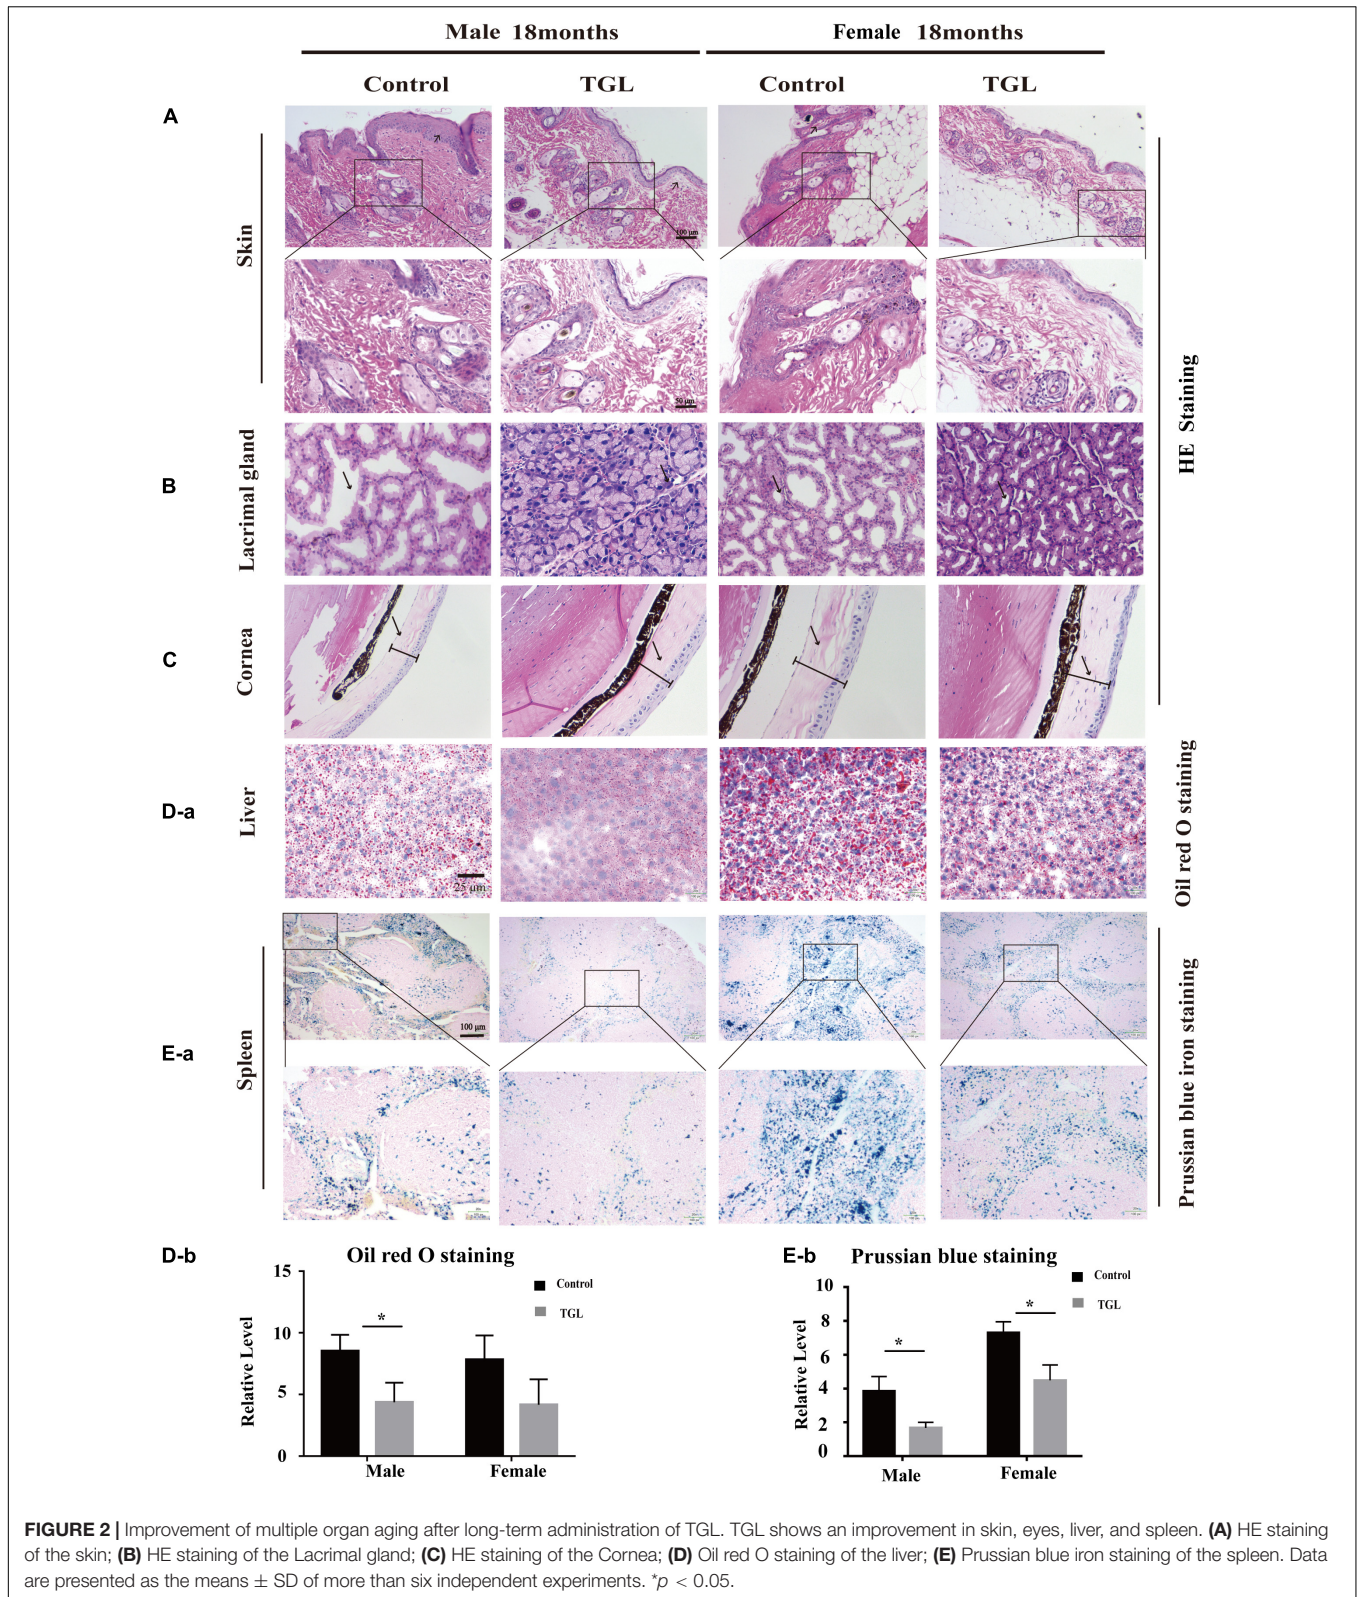 Male 18months
Female 18months
Control
TGL
Control
TGL
A
Skin
100 μm
50 μm
HE Staining
B
Lacrimal gland
C
Cornea
D-a
Liver
25 μm
Oil red O staining
E-a
Spleen
100 μm
Prussian blue iron staining
D-b
Oil red O staining
Relative Level
15
10
5
0
*
Control
TGL
Male
Female
E-b
Prussian blue staining
Relative Level
10
8
6
4
2
0
*
*
Control
TGL
Male
Female
FIGURE 2 | Improvement of multiple organ aging after long-term administration of TGL. TGL shows an improvement in skin, eyes, liver, and spleen. (A) HE staining
of the skin; (B) HE staining of the Lacrimal gland; (C) HE staining of the Cornea; (D) Oil red O staining of the liver; (E) Prussian blue iron staining of the spleen. Data
are presented as the means ± SD of more than six independent experiments. *p < 0.05.